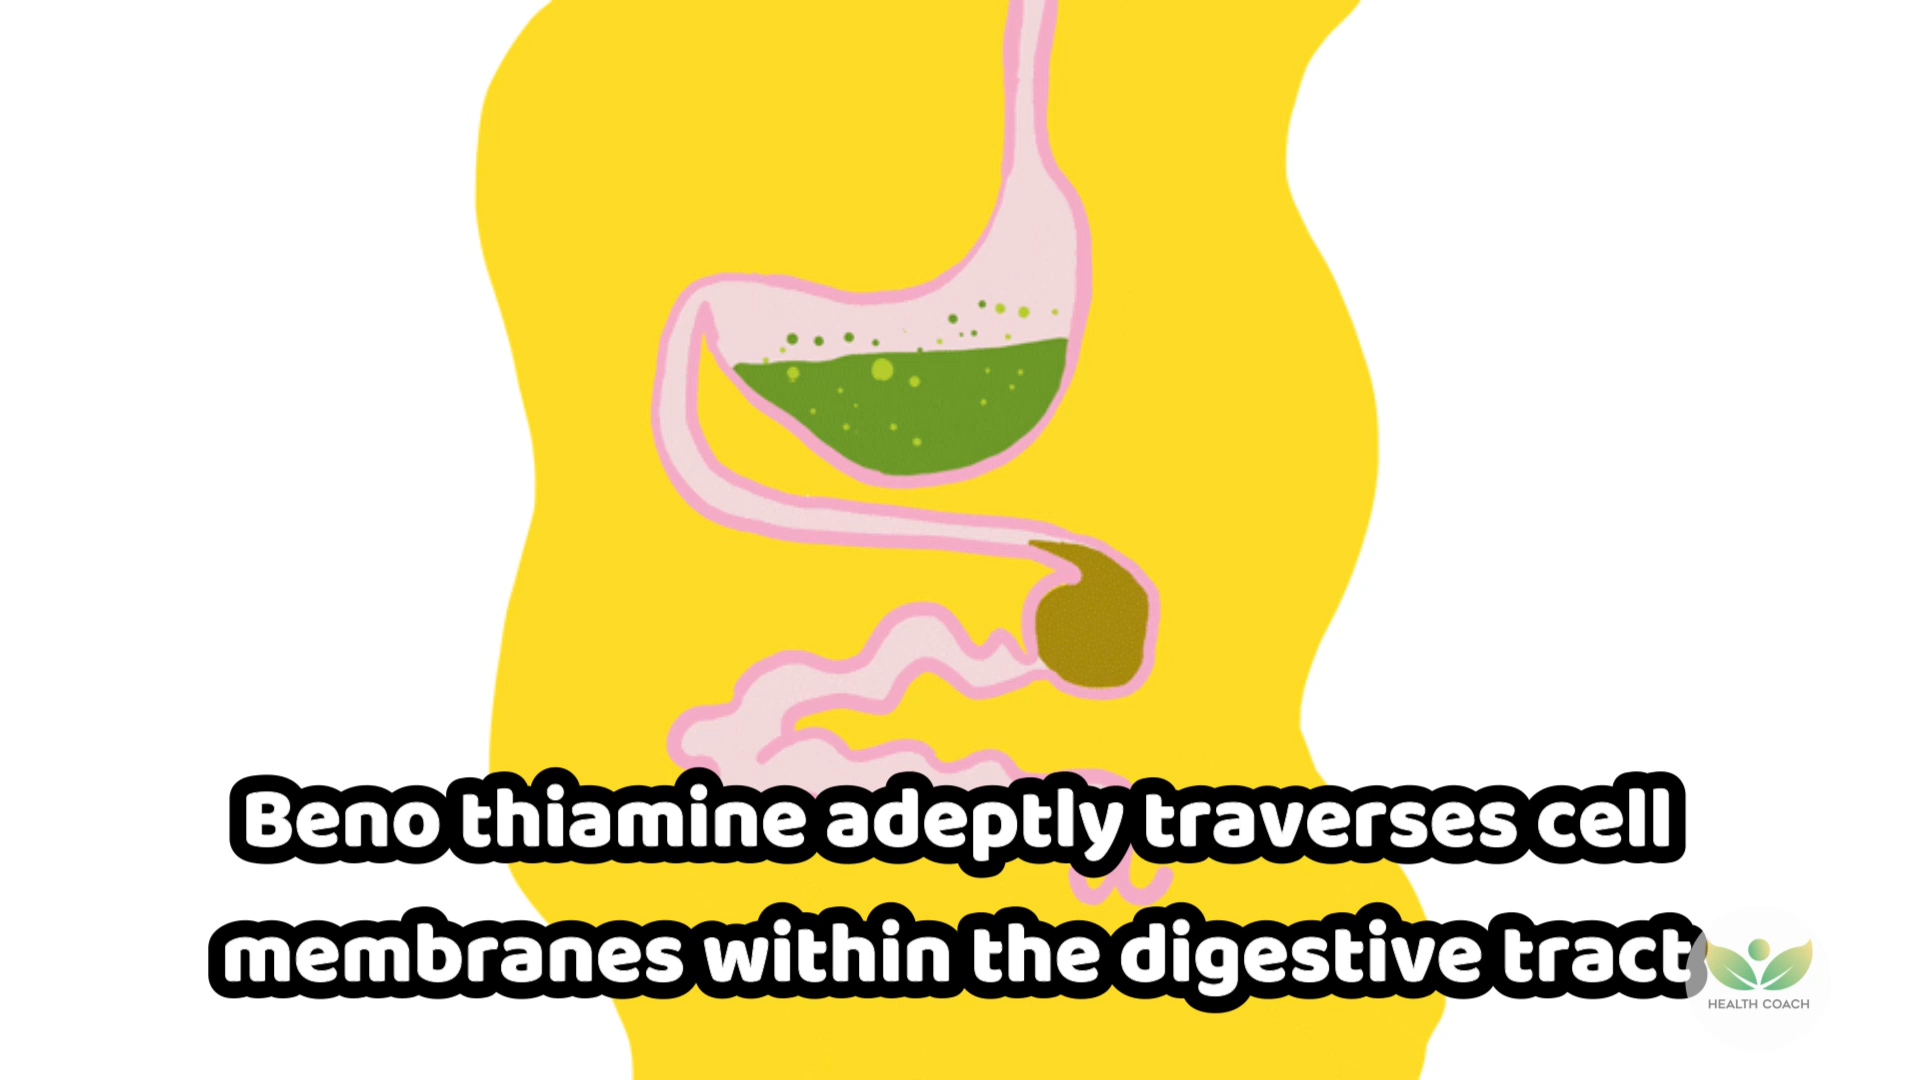 Beno thiamine adeptly traverses cell
membranes within the digestive tract
HEALTH COACH